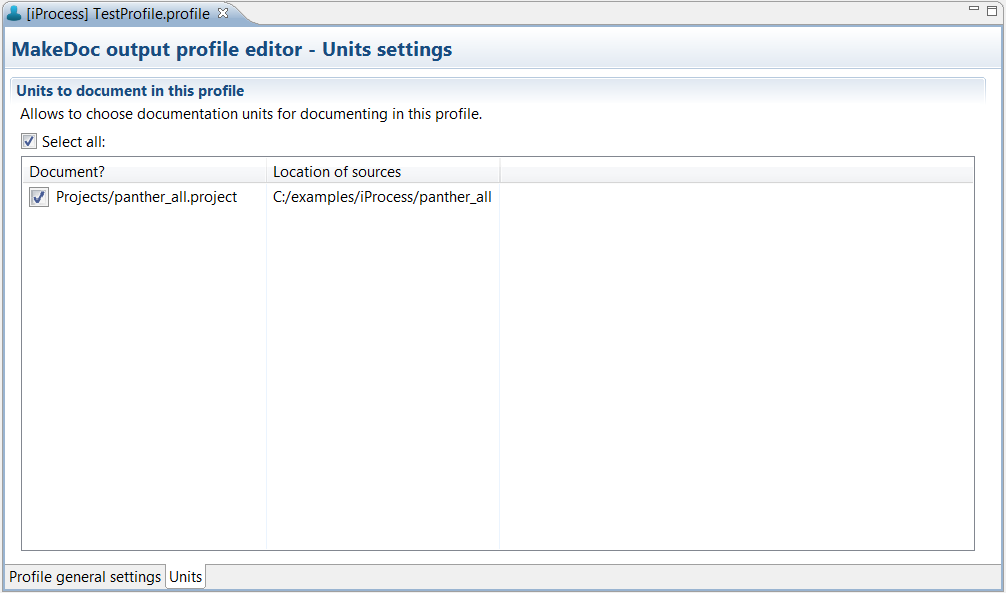 [iProcess] TestProfile.profile
MakeDoc output profile editor - Units settings
Units to document in this profile
Allows to choose documentation units for documenting in this profile.
Select all:
Document? Location of sources
Projects/panther_all.project C:/examples/iProcess/panther_all
Profile general settings Units